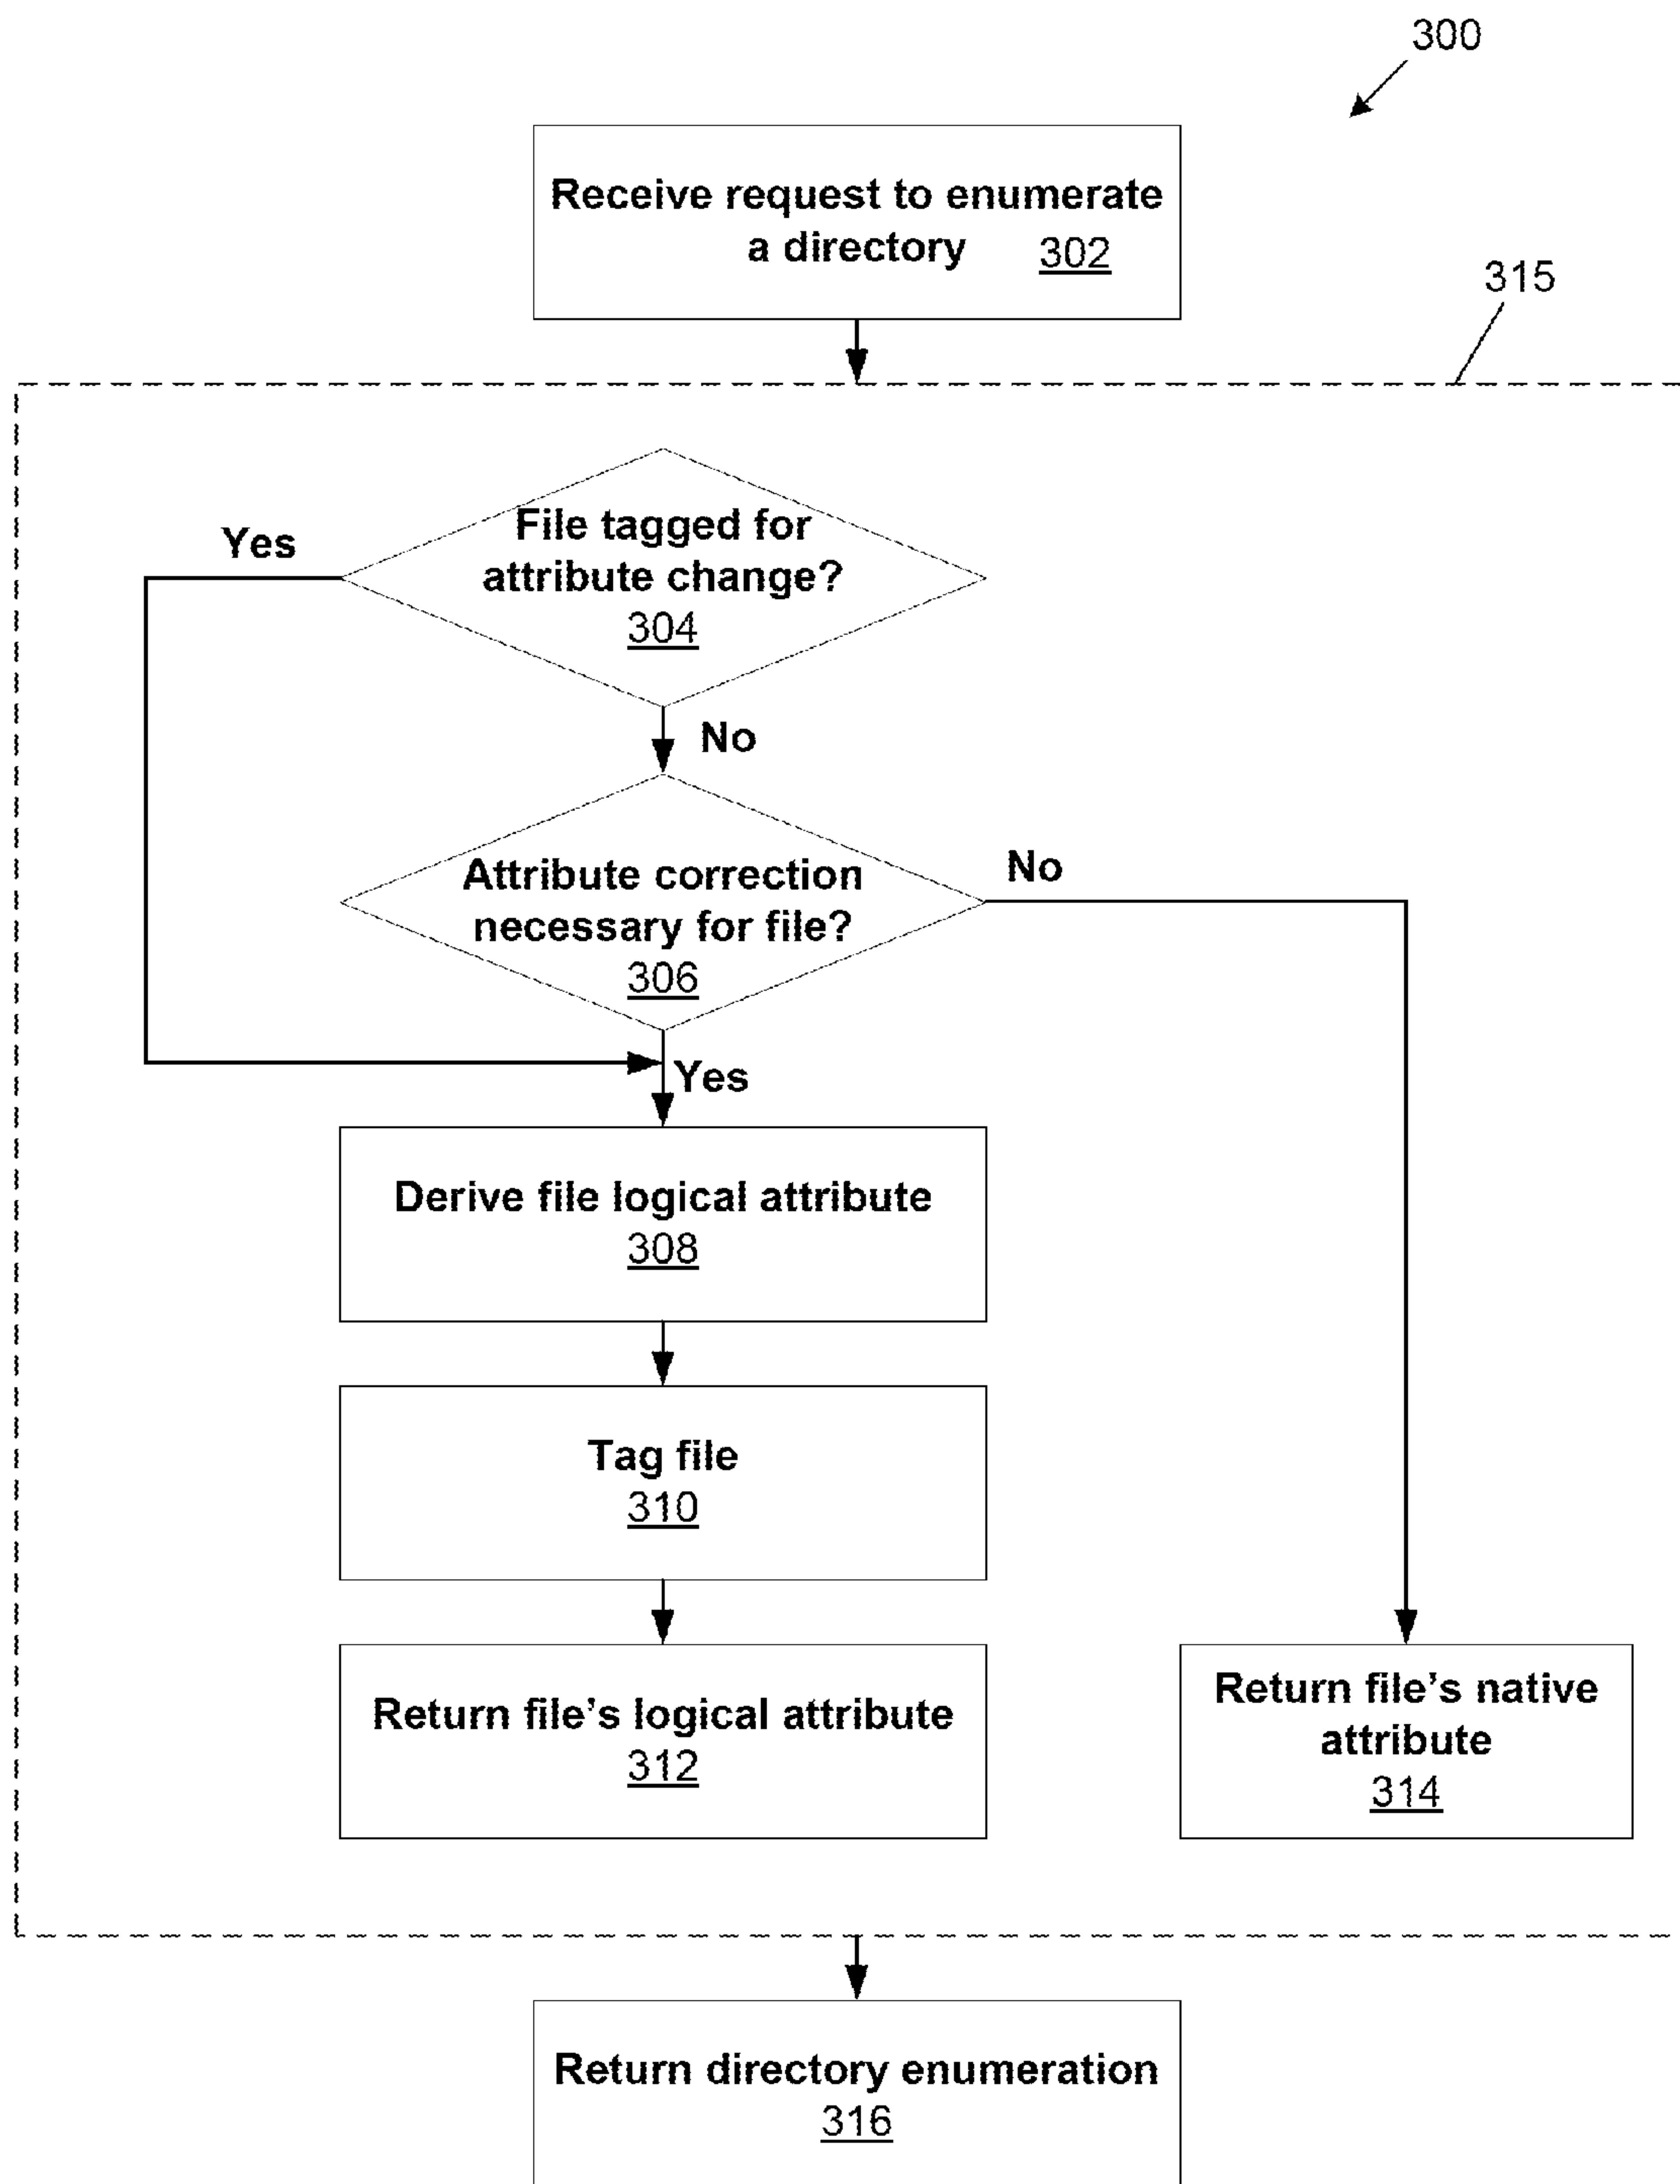 300
Receive request to enumerate
a directory 302
315
File tagged for
attribute change?
304
Yes
No
Attribute correction
necessary for file?
306
No
Yes
Derive file logical attribute
308
Tag file
310
Return file's logical attribute
312
Return file's native
attribute
314
Return directory enumeration
316